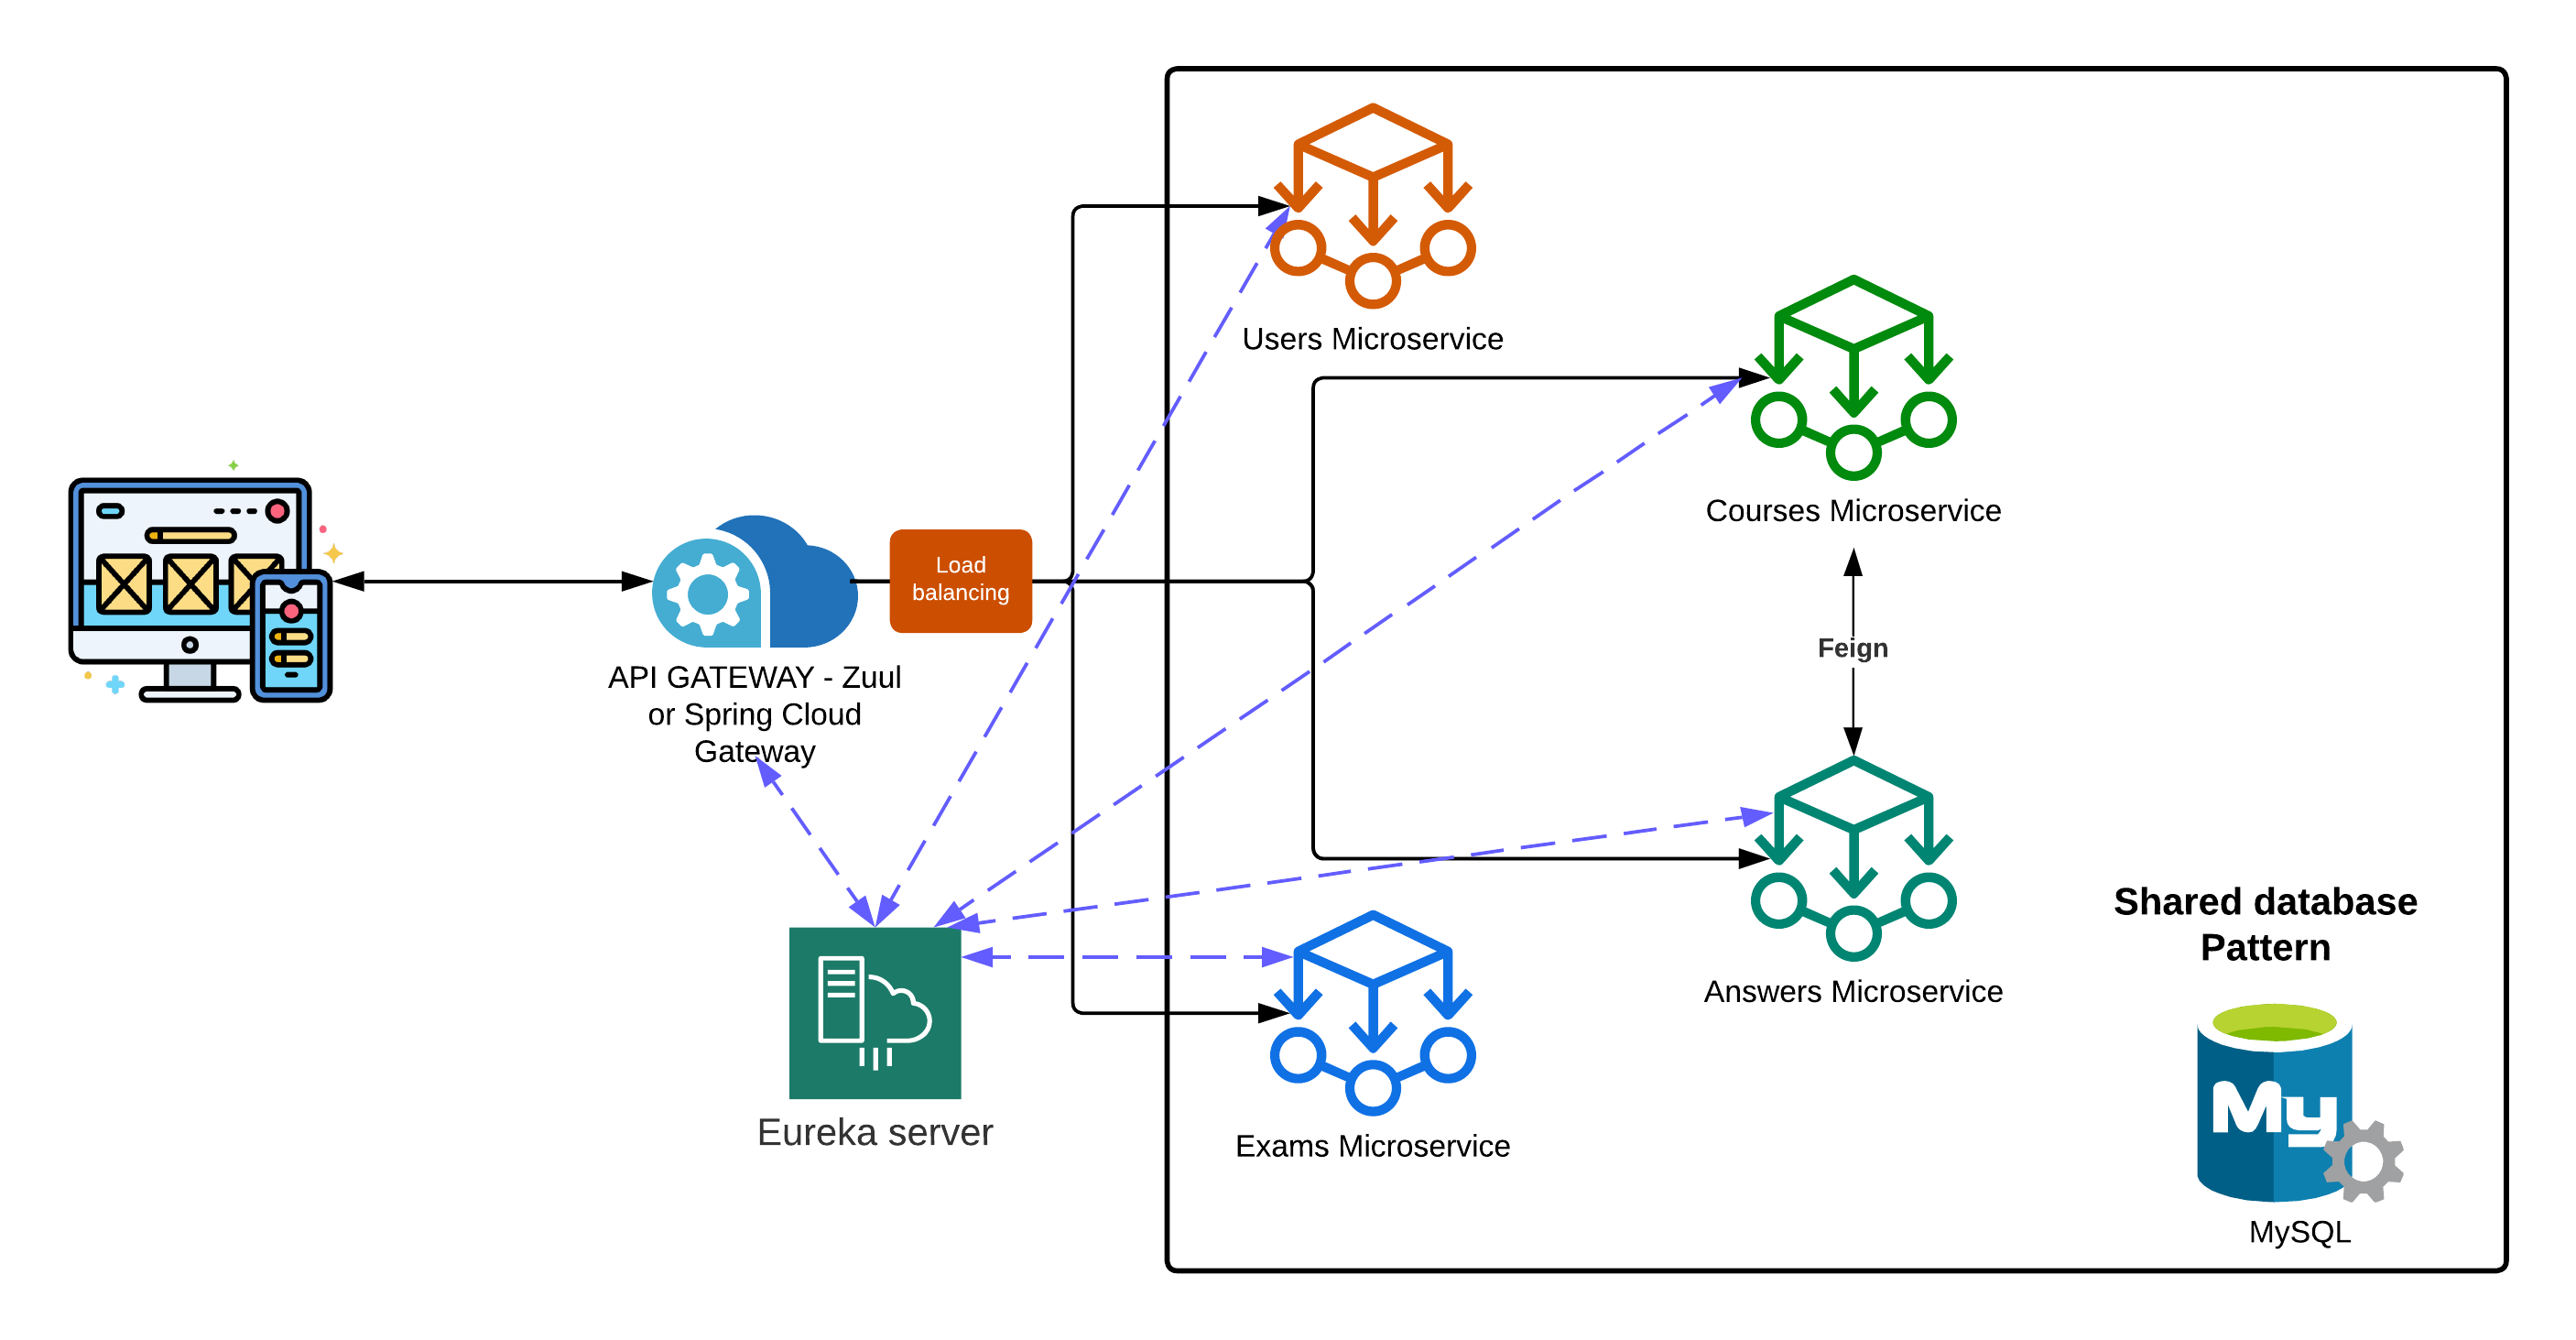 Users Microservice
Courses Microservice
Load
balancing
Feign
API GATEWAY - Zuul
or Spring Cloud
Gateway
Shared database
Pattern
Answers Microservice
My
Eureka server
Exams Microservice
MySQL